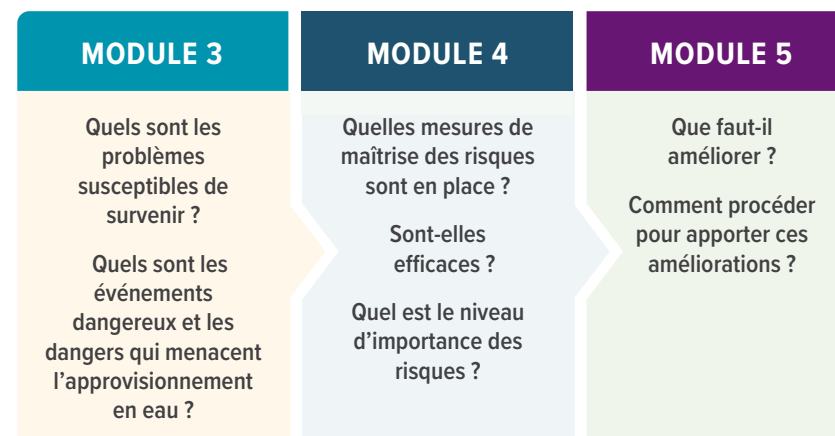 MODULE 3
Quels sont les
problèmes
susceptibles de
survenir ?
Quels sont les
événements
dangereux et les
dangers qui menacent
l’approvisionnement
en eau ?
MODULE 4
Quelles mesures de
maîtrise des risques
sont en place ?
Sont-elles
efficaces ?
Quel est le niveau
d’importance des
risques ?
MODULE 5
Que faut-il
améliorer ?
Comment procéder
pour apporter ces
améliorations ?